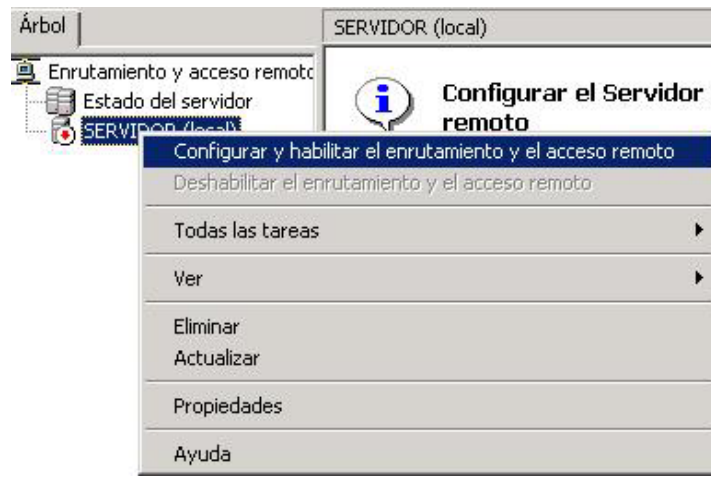 Árbol
SERVIDOR (local)
Enrutamiento y acceso remoto
Estado del servidor
SERVIDOR (local)
Configurar el Servidor
remoto
Configurar y habilitar el enrutamiento y el acceso remoto
Deshabilitar el enrutamiento y el acceso remoto
Todas las tareas
Ver
Eliminar
Actualizar
Propiedades
Ayuda